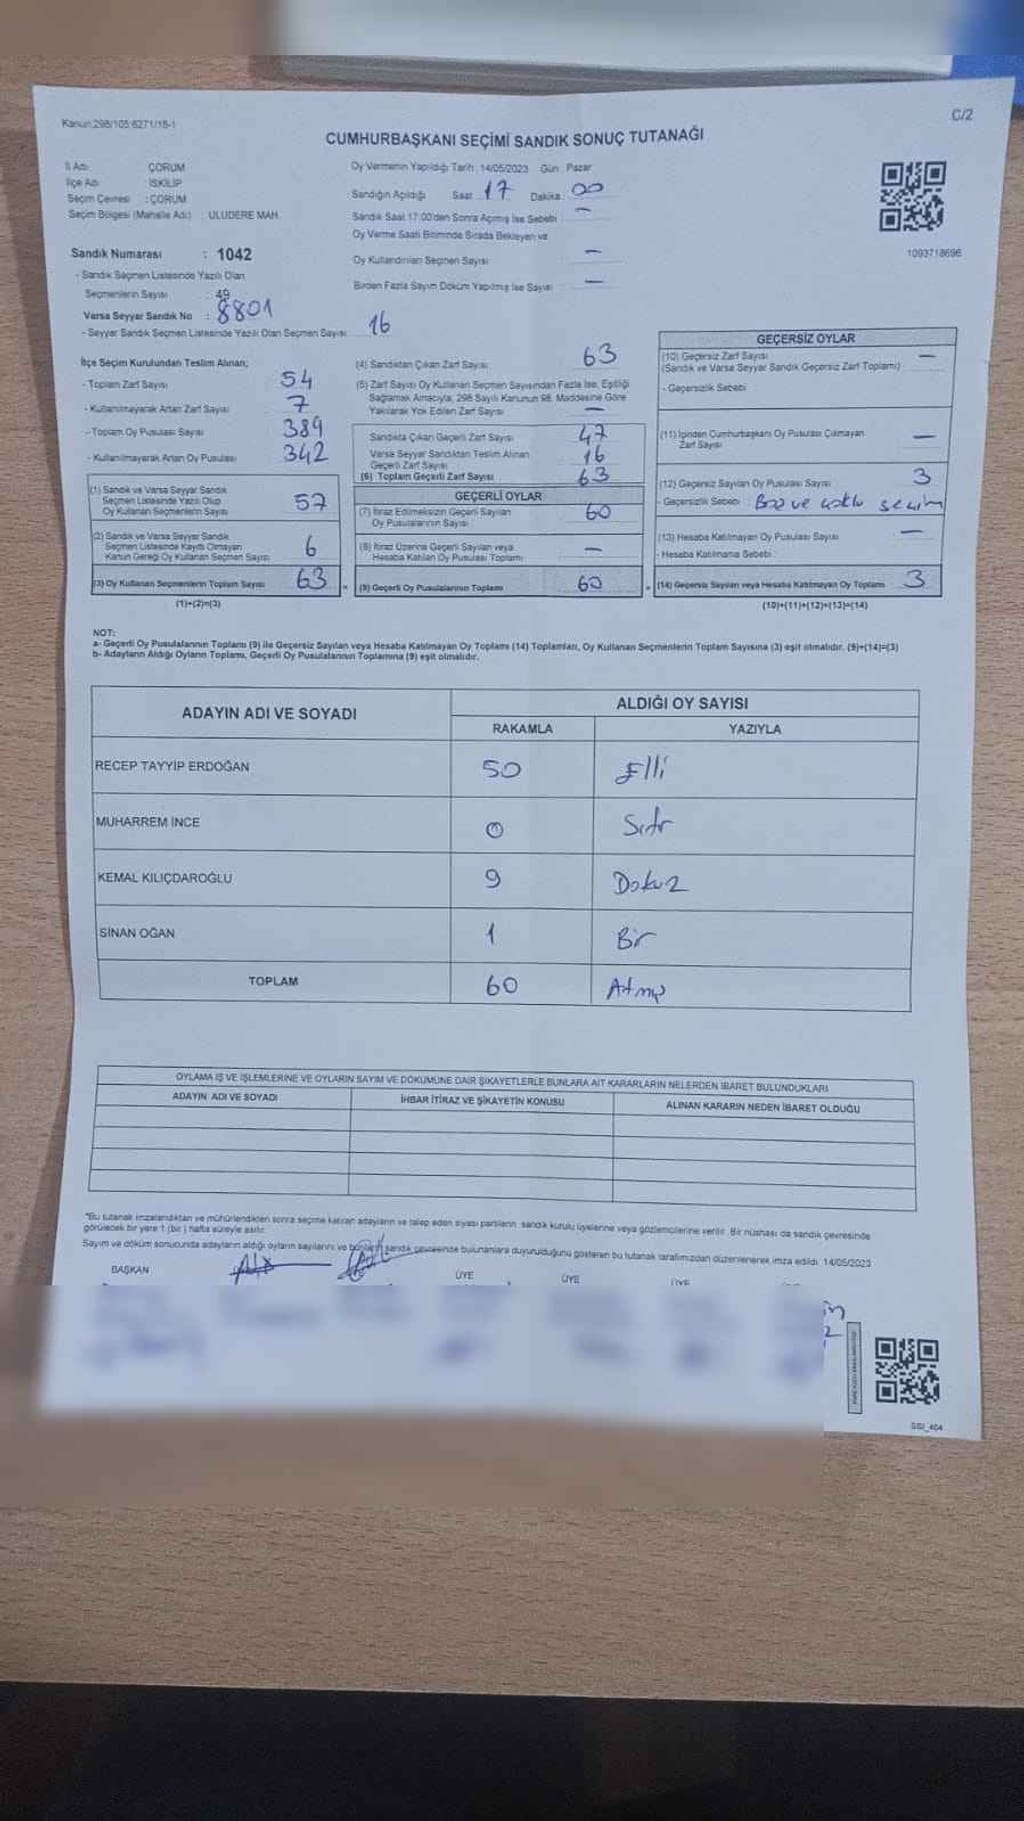 Kanun:298/105:6271/18-1
C/2
CUMHURBAŞKANI SEÇİMİ SANDIK SONUÇ TUTANAĞI
İl Adı ÇORUM
İlçe Adı İSKİLİP
Seçim Çevresi :ÇORUM
Seçim Bölgesi (Mahalle Adı) : ULUDERE MAH.
Oy Vermenin Yapıldığı Tarih :14/05/2023 Gün : Pazar
Sandığın Açıldığı Saat : 17 Dakika : 00
Sandık Saat 17:00'den Sonra Açımış İse Sebebi : –
Oy Verme Saati Bitiminde Sırada Bekleyen ve
Oy Kullandırılan Seçmen Sayısı : –
Birden Fazla Sayım Döküm Yapılmış İse Sayısı : –
1093718696
Sandık Numarası : 1042
- Sandık Seçmen Listesinde Yazılı Olan
Seçmenlerin Sayısı : 49
Varsa Seyyar Sandık No : 8801
- Seyyar Sandık Seçmen Listesinde Yazılı Olan Seçmen Sayısı: 16
İlçe Seçim Kurulundan Teslim Alınan;
- Toplam Zarf Sayısı 54
- Kullanılmayarak Artan Zarf Sayısı 7
- Toplam Oy Pusulası Sayısı 389
- Kullanılmayarak Artan Oy Pusulası 342
(1) Sandık ve Varsa Seyyar Sandık
Seçmen Listesinde Yazılı Olup
Oy Kullanan Seçmenlerin Sayısı 57
(2) Sandık ve Varsa Seyyar Sandık
Seçmen Listesinde Kayıtlı Olmayan
Kanun Gereği Oy Kullanan Seçmen Sayısı 6
(3) Oy Kullanan Seçmenlerin Toplam Sayısı 63
(1)+(2)=(3)
(4) Sandıktan Çıkan Zarf Sayısı 63
(5) Zarf Sayısı Oy Kullanan Seçmen Sayısından Fazla İse, Eşitliği
Sağlamak Amacıyla, 298 Sayılı Kanunun 98. Maddesine Göre
Yakılarak Yok Edilen Zarf Sayısı –
Sandıkta Çıkan Geçerli Zarf Sayısı 47
Varsa Seyyar Sandıktan Teslim Alınan
Geçerli Zarf Sayısı 16
(6) Toplam Geçerli Zarf Sayısı 63
GEÇERLİ OYLAR
(7) İtiraz Edilmeksizin Geçerli Sayılan
Oy Pusulalarının Sayısı 60
(8) İtiraz Üzerine Geçerli Sayılan veya
Hesaba Katılan Oy Pusulası Toplamı –
(9) Geçerli Oy Pusulalarının Toplamı 60
GEÇERSİZ OYLAR
(10) Geçersiz Zarf Sayısı –
(Sandık ve Varsa Seyyar Sandık Geçersiz Zarf Toplamı)
- Geçersizlik Sebebi
(11) İçinden Cumhurbaşkanı Oy Pusulası Çıkmayan
Zarf Sayısı –
(12) Geçersiz Sayılan Oy Pusulası Sayısı 3
- Geçersizlik Sebebi Boş ve çoklu seçim
(13) Hesaba Katılmayan Oy Pusulası Sayısı –
- Hesaba Katılmama Sebebi
(14) Geçersiz Sayılan veya Hesaba Katılmayan Oy Toplamı 3
(10)+(11)+(12)+(13)=(14)
NOT:
a- Geçerli Oy Pusulalarının Toplamı (9) ile Geçersiz Sayılan veya Hesaba Katılmayan Oy Toplamı (14) Toplamları, Oy Kullanan Seçmenlerin Toplam Sayısına (3) eşit olmalıdır. (9)+(14)=(3)
b- Adayların Aldığı Oyların Toplamı, Geçerli Oy Pusulalarının Toplamına (9) eşit olmalıdır.
ADAYIN ADI VE SOYADI
ALDIĞI OY SAYISI
RAKAMLA YAZIYLA
RECEP TAYYİP ERDOĞAN 50 Elli
MUHARREM İNCE 0 Sıfır
KEMAL KILIÇDAROĞLU 9 Dokuz
SİNAN OĞAN 1 Bir
TOPLAM 60 Atmış
OYLAMA İŞ VE İŞLEMLERİNE VE OYLARIN SAYIM VE DÖKÜMÜNE DAİR ŞİKAYETLERLE BUNLARA AİT KARARLARIN NELERDEN İBARET BULUNDUKLARI
ADAYIN ADI VE SOYADI İHBAR İTİRAZ VE ŞİKAYETİN KONUSU ALINAN KARARIN NEDEN İBARET OLDUĞU
*Bu tutanak imzalandıktan ve mühürlendikten sonra seçime katılan adayların ve talep eden siyasi partilerin, sandık kurulu üyelerine veya gözlemcilerine verilir. Bir nüshası da sandık çevresinde
görülecek bir yere 1 (bir) hafta süreyle asılır.
Sayım ve döküm sonucunda adayların aldığı oyların sayılarını ve bunların sandık çevresinde bulunanlara duyurulduğunu gösteren bu tutanak tarafımızdan düzenlenerek imza edildi. 14/05/2023
BAŞKAN ÜYE ÜYE ÜYE
SSI_404